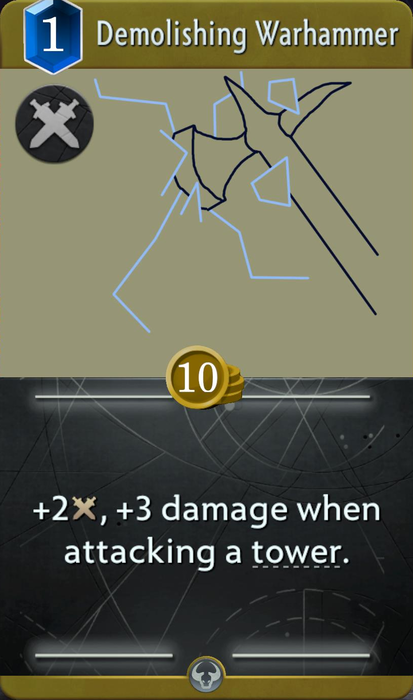 1
Demolishing Warhammer
10
+2, +3 damage when
attacking a tower.